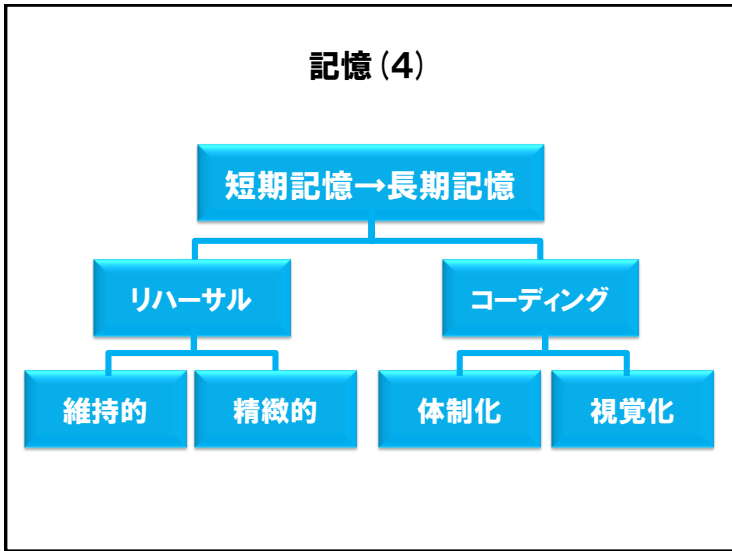 記憶(4)
短期記憶→長期記憶
リハーサル
コーディング
維持的
精緻的
体制化
視覚化